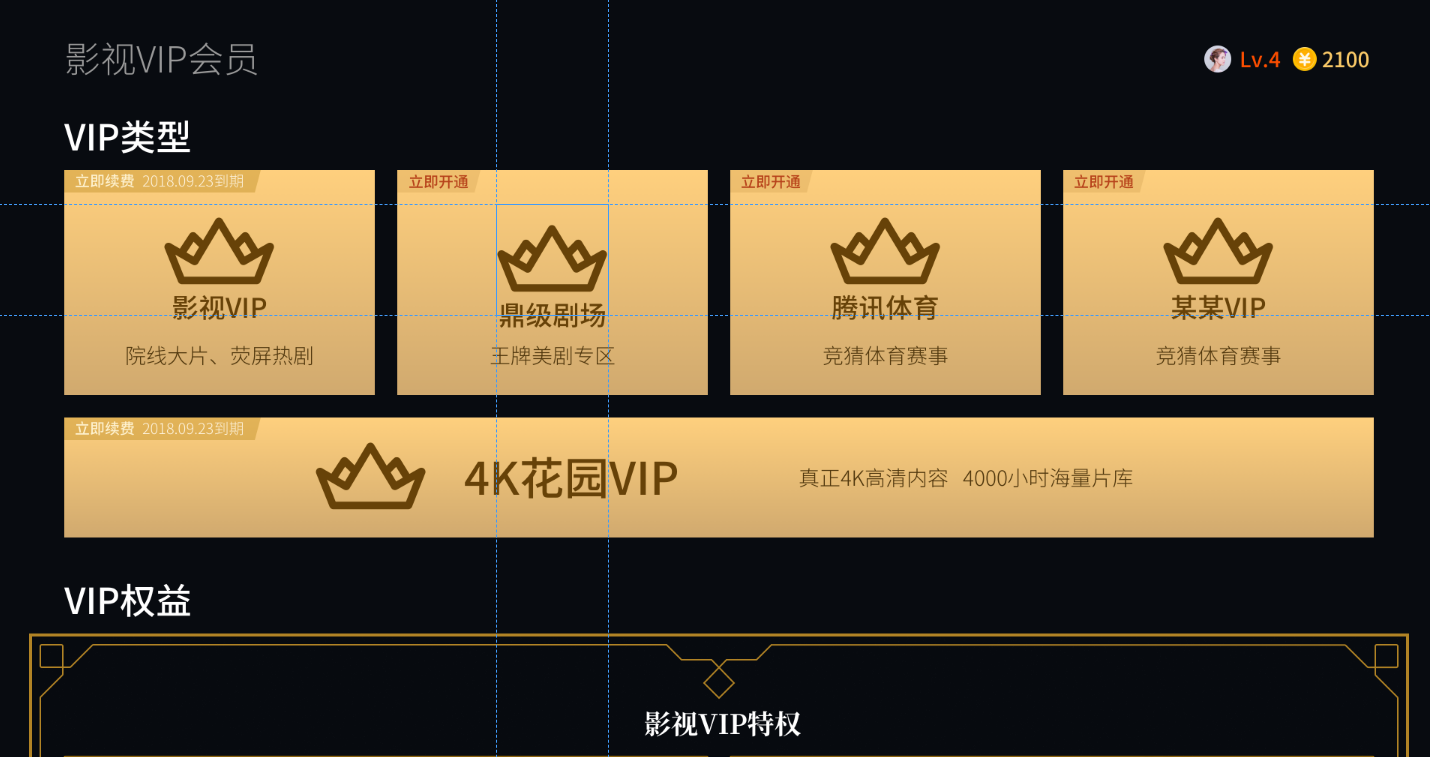 影视VIP会员
Lv.4 2100
VIP类型
立即续费 2018.09.23到期
影视VIP
院线大片、荧屏热剧
立即开通
鼎级剧场
王牌美剧专区
立即开通
腾讯体育
竞猜体育赛事
立即开通
某某VIP
竞猜体育赛事
立即续费 2018.09.23到期
4K花园VIP
真正4K高清内容 4000小时海量片库
VIP权益
影视VIP特权